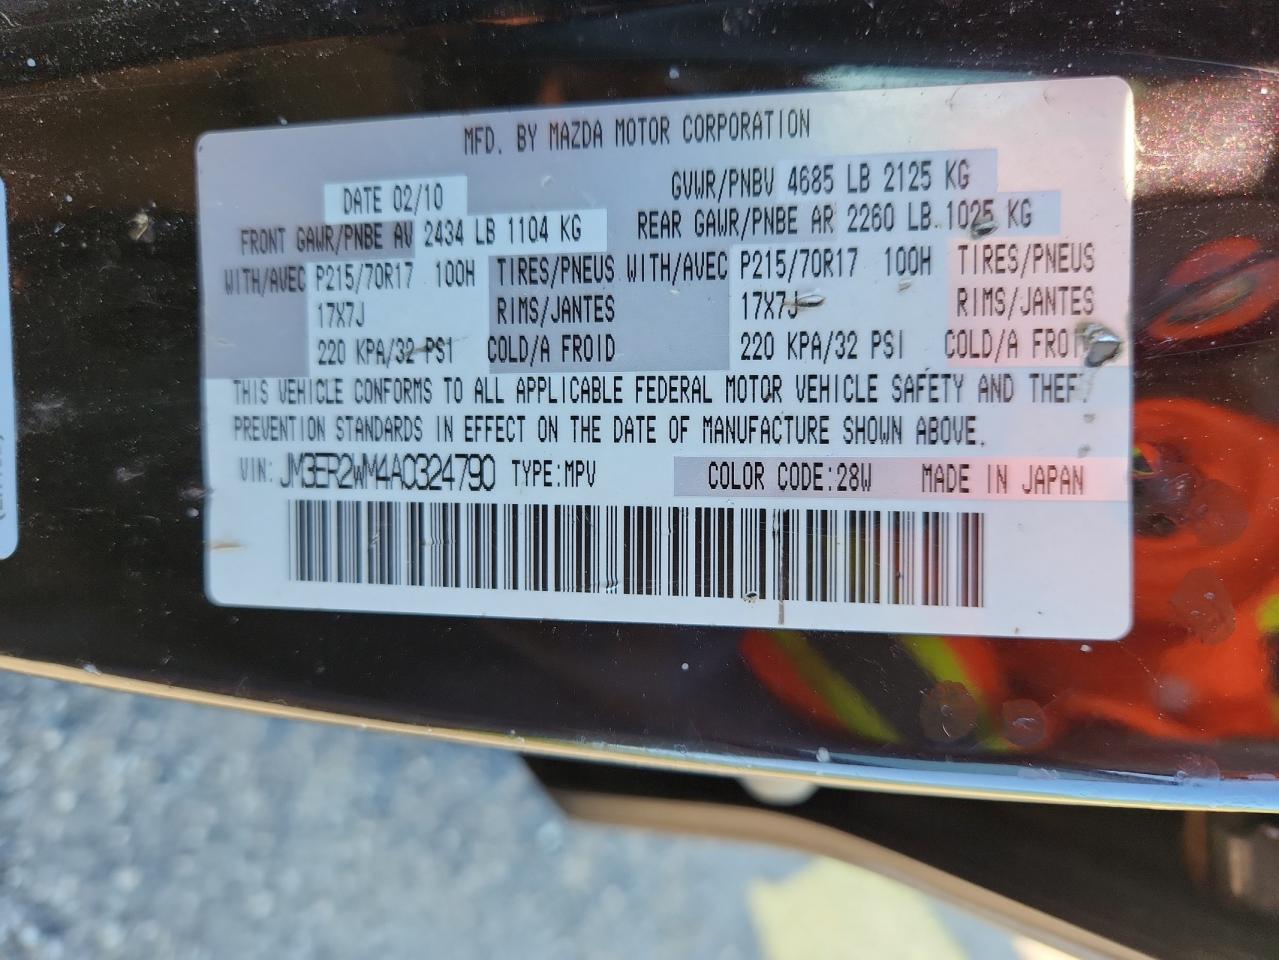 MFD. BY MAZDA MOTOR CORPORATION
DATE 02/10 GVWR/PNBV 4685 LB 2125 KG
FRONT GAWR/PNBE AV 2434 LB 1104 KG REAR GAWR/PNBE AR 2260 LB 1025 KG
WITH/AVEC P215/70R17 100H TIRES/PNEUS WITH/AVEC P215/70R17 100H TIRES/PNEUS
17X7J RIMS/JANTES 17X7J RIMS/JANTES
220 KPA/32 PSI COLD/A FROID 220 KPA/32 PSI COLD/A FROI
THIS VEHICLE CONFORMS TO ALL APPLICABLE FEDERAL MOTOR VEHICLE SAFETY AND THEF
PREVENTION STANDARDS IN EFFECT ON THE DATE OF MANUFACTURE SHOWN ABOVE.
VIN: JM3ER2WM4A0324790 TYPE:MPV COLOR CODE:28W MADE IN JAPAN